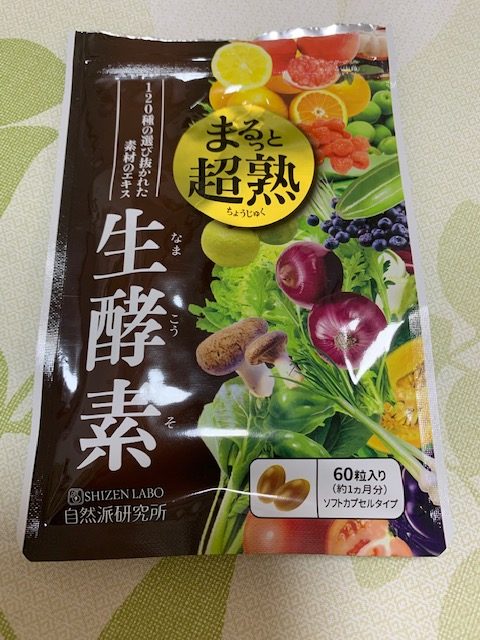 まるっと
超熟
ちょうじゅく
120種の選び抜かれた
素材のエキス
生酵素
なまこうそ
SHIZEN LABO
自然派研究所
60粒入り
(約1ヵ月分)
ソフトカプセルタイプ